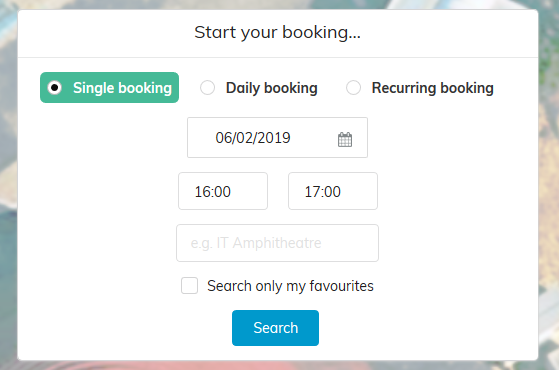 Start your booking...
Single booking Daily booking Recurring booking
06/02/2019
16:00 17:00
e.g. IT Amphitheatre
Search only my favourites
Search